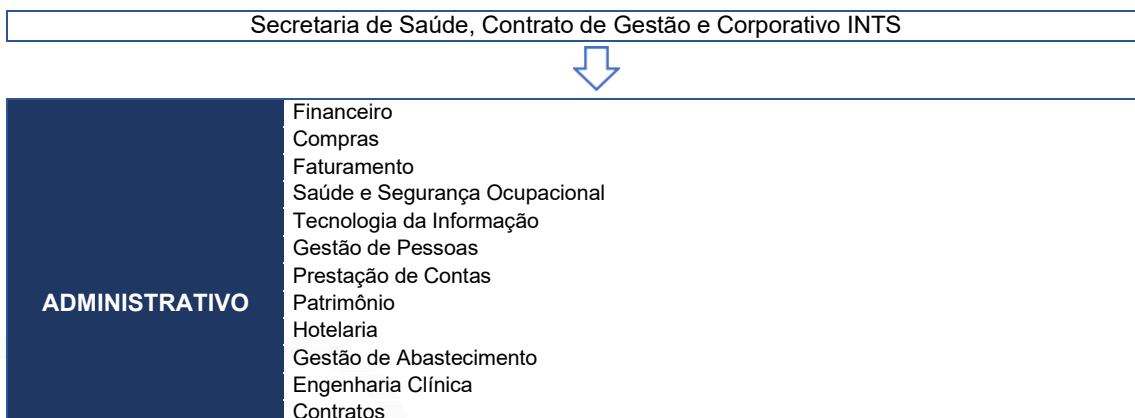 Secretaria de Saúde, Contrato de Gestão e Corporativo INTS
ADMINISTRATIVO
Financeiro
Compras
Faturamento
Saúde e Segurança Ocupacional
Tecnologia da Informação
Gestão de Pessoas
Prestação de Contas
Patrimônio
Hotelaria
Gestão de Abastecimento
Engenharia Clínica
Contratos